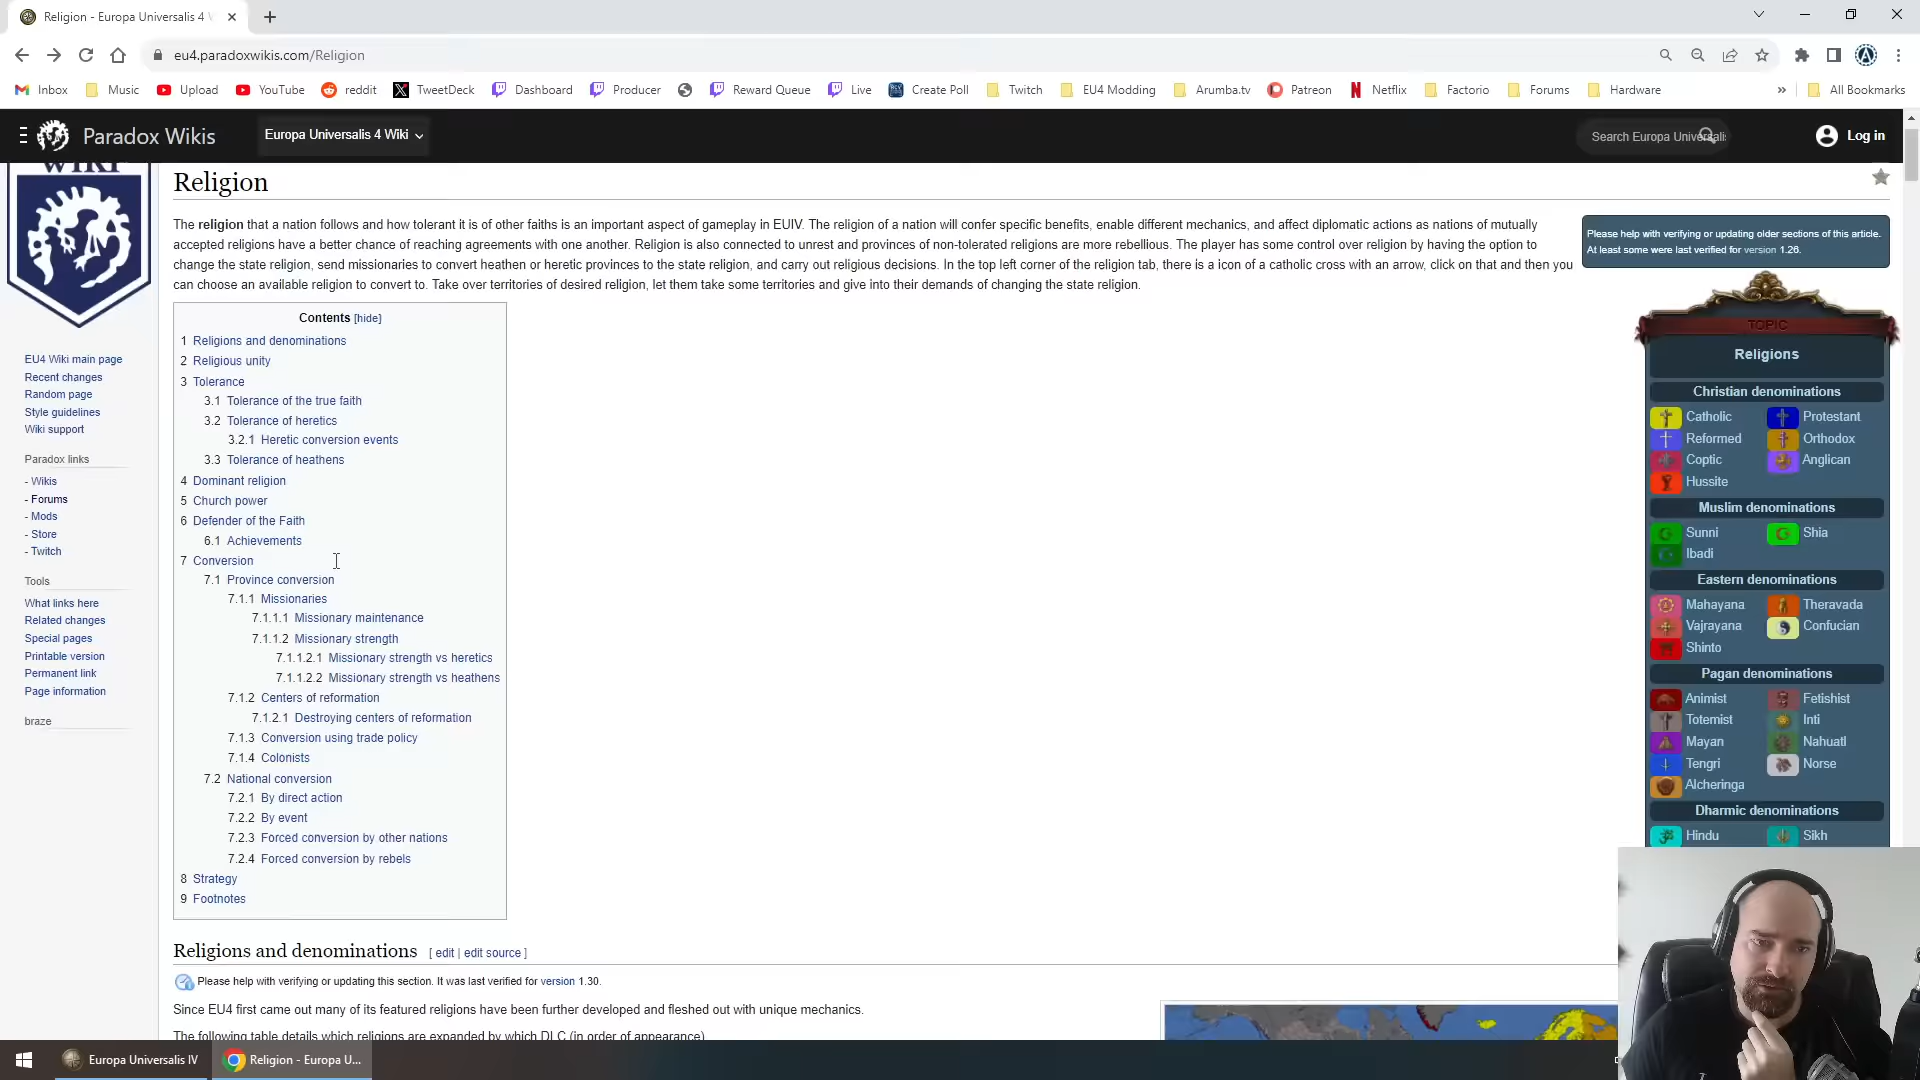 Religion - Europa Universalis 4 W
eu4.paradoxwikis.com/Religion
Inbox
Music
Upload
YouTube
reddit
TweetDeck
Dashboard
Producer
Reward Queue
Live
Create Poll
Twitch
EU4 Modding
Arumba.tv
Patreon
Netflix
Factorio
Forums
Hardware
»
All Bookmarks
Paradox Wikis
Europa Universalis 4 Wiki
Search Europa Universalis
Log in
WIKI
EU4 Wiki main page
Recent changes
Random page
Style guidelines
Wiki support
Paradox links
- Wikis
- Forums
- Mods
- Store
- Twitch
Tools
What links here
Related changes
Special pages
Printable version
Permanent link
Page information
braze
Religion
The religion that a nation follows and how tolerant it is of other faiths is an important aspect of gameplay in EUIV. The religion of a nation will confer specific benefits, enable different mechanics, and affect diplomatic actions as nations of mutually
accepted religions have a better chance of reaching agreements with one another. Religion is also connected to unrest and provinces of non-tolerated religions are more rebellious. The player has some control over religion by having the option to
change the state religion, send missionaries to convert heathen or heretic provinces to the state religion, and carry out religious decisions. In the top left corner of the religion tab, there is a icon of a catholic cross with an arrow, click on that and then you
can choose an available religion to convert to. Take over territories of desired religion, let them take some territories and give into their demands of changing the state religion.
Contents [hide]
1 Religions and denominations
2 Religious unity
3 Tolerance
3.1 Tolerance of the true faith
3.2 Tolerance of heretics
3.2.1 Heretic conversion events
3.3 Tolerance of heathens
4 Dominant religion
5 Church power
6 Defender of the Faith
6.1 Achievements
7 Conversion
7.1 Province conversion
7.1.1 Missionaries
7.1.1.1 Missionary maintenance
7.1.1.2 Missionary strength
7.1.1.2.1 Missionary strength vs heretics
7.1.1.2.2 Missionary strength vs heathens
7.1.2 Centers of reformation
7.1.2.1 Destroying centers of reformation
7.1.3 Conversion using trade policy
7.1.4 Colonists
7.2 National conversion
7.2.1 By direct action
7.2.2 By event
7.2.3 Forced conversion by other nations
7.2.4 Forced conversion by rebels
8 Strategy
9 Footnotes
Religions and denominations [ edit | edit source ]
Please help with verifying or updating this section. It was last verified for version 1.30.
Since EU4 first came out many of its featured religions have been further developed and fleshed out with unique mechanics.
The following table details which religions are expanded by which DLC (in order of appearance)
Please help with verifying or updating older sections of this article.
At least some were last verified for version 1.26.
TOPIC
Religions
Christian denominations
Catholic Protestant
Reformed Orthodox
Coptic Anglican
Hussite
Muslim denominations
Sunni Shia
Ibadi
Eastern denominations
Mahayana Theravada
Vajrayana Confucian
Shinto
Pagan denominations
Animist Fetishist
Totemist Inti
Mayan Nahuatl
Tengri Norse
Alcheringa
Dharmic denominations
Hindu Sikh
Europa Universalis IV
Religion - Europa U...